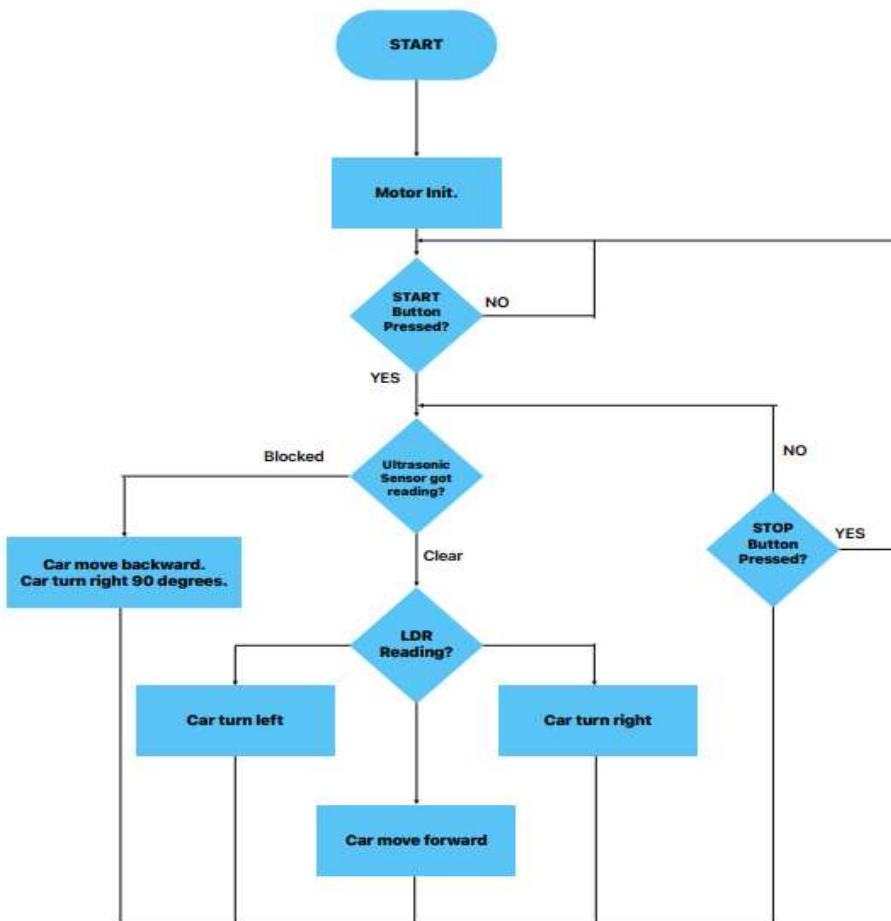 START
Motor Init.
START
Button
Pressed?
NO
YES
Blocked
Ultrasonic
Sensor got
reading?
NO
STOP
Button
Pressed?
YES
Car move backward.
Car turn right 90 degrees.
Clear
LDR
Reading?
Car turn left
Car turn right
Car move forward